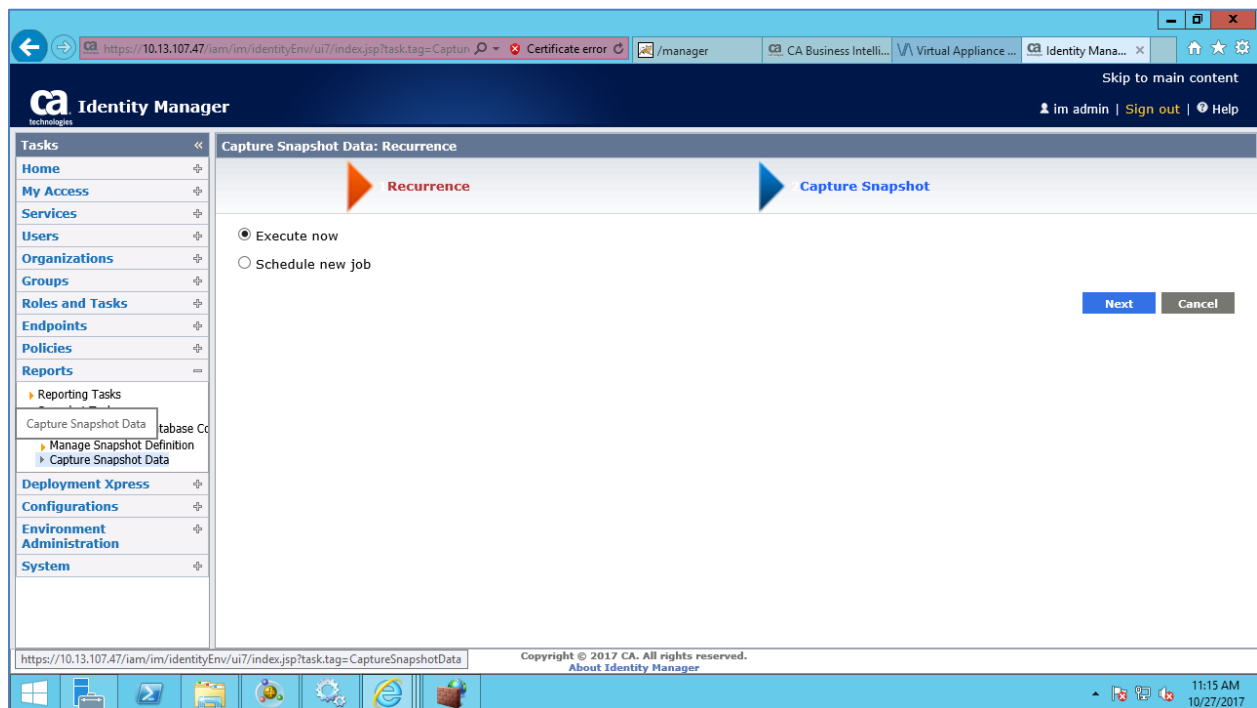 https://10.13.107.47/iam/im/identityEnv/ui7/index.jsp?task.tag=Captun
Certificate error
/manager
CA Business Intelli...
Virtual Appliance ...
Identity Mana...
Skip to main content
ca technologies
Identity Manager
im admin | Sign out | Help
Tasks «
Capture Snapshot Data: Recurrence
Home
My Access
Services
Users
Organizations
Groups
Roles and Tasks
Endpoints
Policies
Reports
Reporting Tasks
Capture Snapshot Data
tabase Co
Manage Snapshot Definition
Capture Snapshot Data
Deployment Xpress
Configurations
Environment
Administration
System
Recurrence
Capture Snapshot
Execute now
Schedule new job
Next
Cancel
https://10.13.107.47/iam/im/identityEnv/ui7/index.jsp?task.tag=CaptureSnapshotData
Copyright © 2017 CA. All rights reserved.
About Identity Manager
11:15 AM
10/27/2017